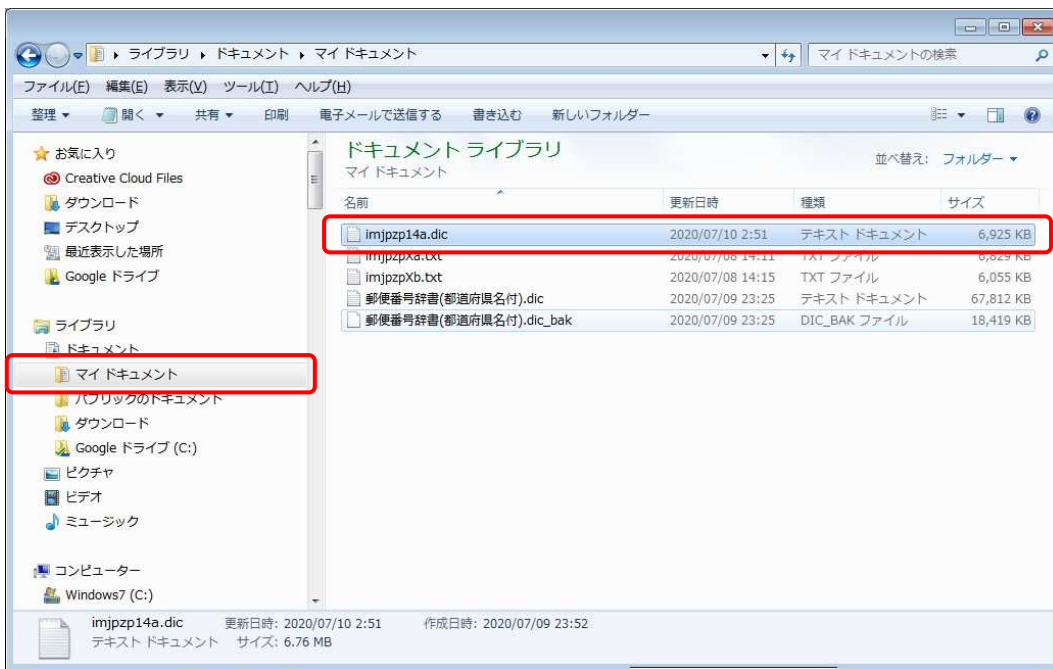 ライブラリ ▸ ドキュメント ▸ マイ ドキュメント
マイ ドキュメントの検索
ファイル(F) 編集(E) 表示(V) ツール(T) ヘルプ(H)
整理 ▼ 開く ▼ 共有 ▼ 印刷 電子メールで送信する 書き込む 新しいフォルダー
お気に入り
Creative Cloud Files
ダウンロード
デスクトップ
最近表示した場所
Google ドライブ
ライブラリ
ドキュメント
マイ ドキュメント
パブリックのドキュメント
ダウンロード
Google ドライブ (C:)
ピクチャ
ビデオ
ミュージック
コンピューター
Windows7 (C:)
ドキュメント ライブラリ
マイ ドキュメント
並べ替え: フォルダー ▼
名前 更新日時 種類 サイズ
imjpzp14a.dic 2020/07/10 2:51 テキスト ドキュメント 6,925 KB
imjpzpXa.txt 2020/07/08 14:11 TXT ファイル 6,829 KB
imjpzpXb.txt 2020/07/08 14:15 TXT ファイル 6,055 KB
郵便番号辞書(都道府県名付).dic 2020/07/09 23:25 テキスト ドキュメント 67,812 KB
郵便番号辞書(都道府県名付).dic_bak 2020/07/09 23:25 DIC_BAK ファイル 18,419 KB
imjpzp14a.dic 更新日時: 2020/07/10 2:51 作成日時: 2020/07/09 23:52
テキスト ドキュメント サイズ: 6.76 MB